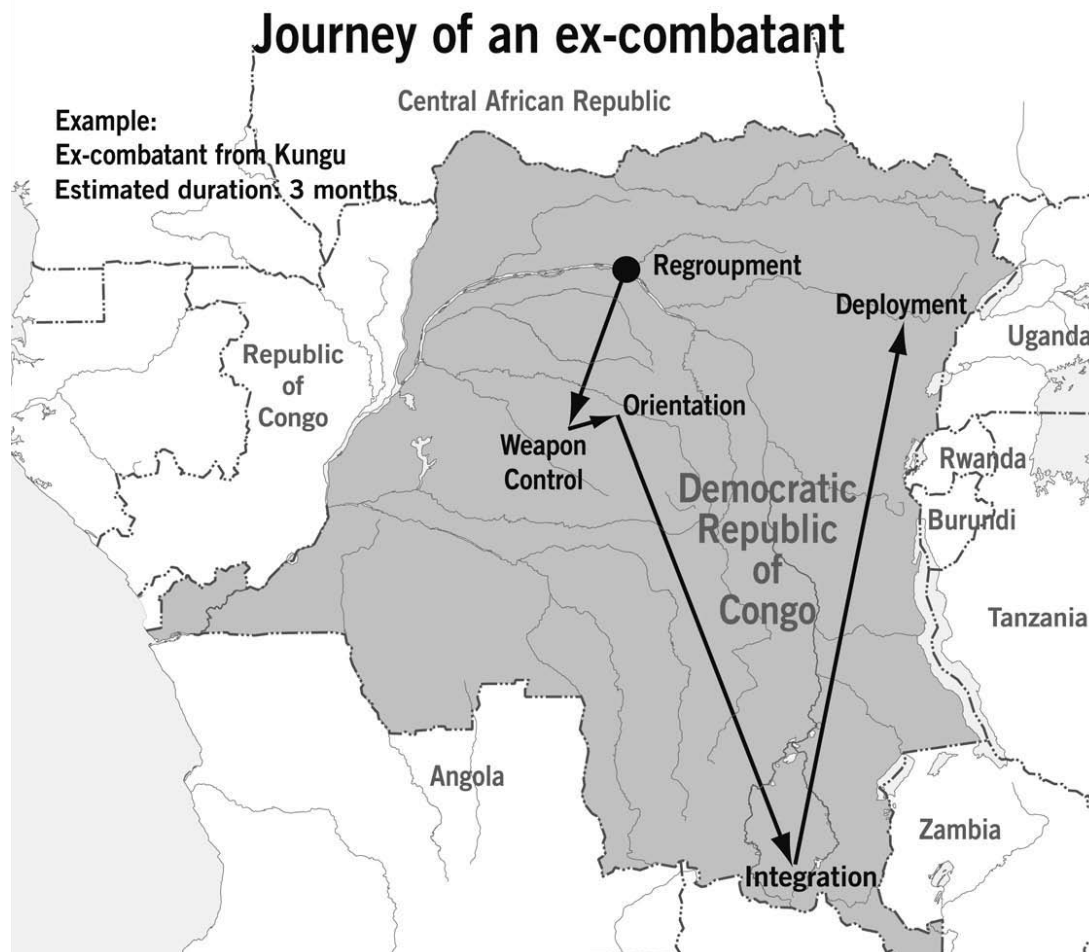 Journey of an ex-combatant
Central African Republic
Example:
Ex-combatant from Kungu
Estimated duration: 3 months
Regroupment
Deployment
Uganda
Republic
of
Congo
Orientation
Weapon
Control
Rwanda
Democratic
Republic
of
Congo
Burundi
Tanzania
Angola
Zambia
Integration